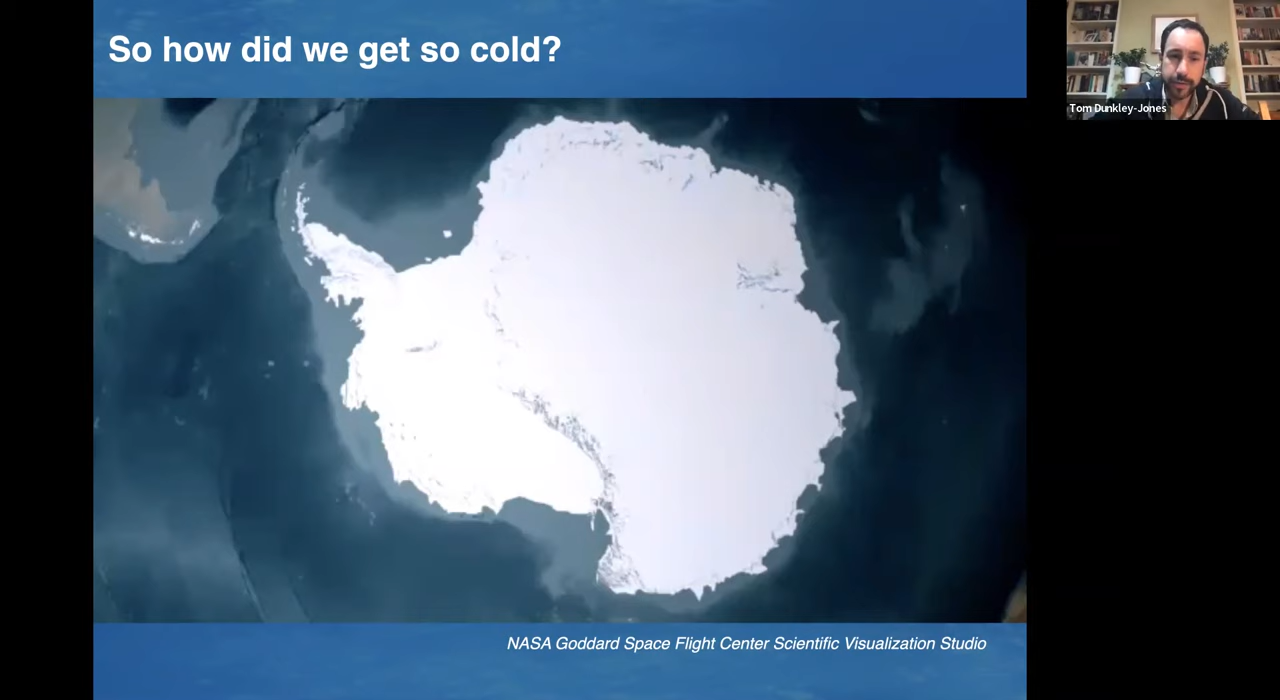 So how did we get so cold?
Tom Dunkley-Jones
NASA Goddard Space Flight Center Scientific Visualization Studio